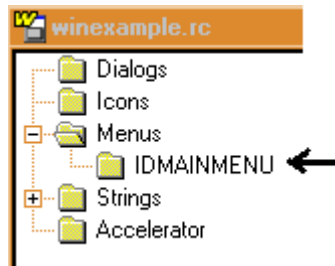 winexample.rc
Dialogs
Icons
Menus
IDMAINMENU
Strings
Accelerator